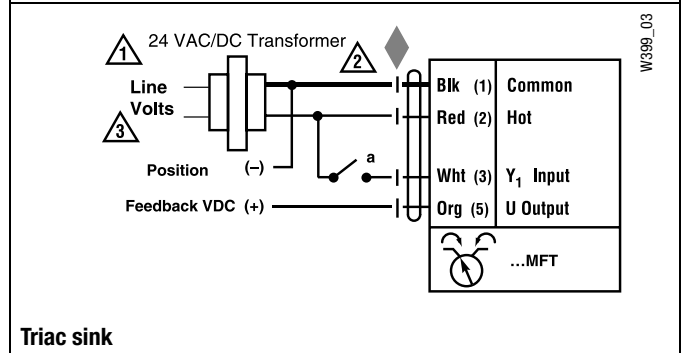 W399_03
1 24 VAC/DC Transformer 2
Line
Volts
3
Blk (1) Common
Red (2) Hot
a
Position (–)
Wht (3) Y₁ Input
Feedback VDC (+)
Org (5) U Output
...MFT
Triac sink